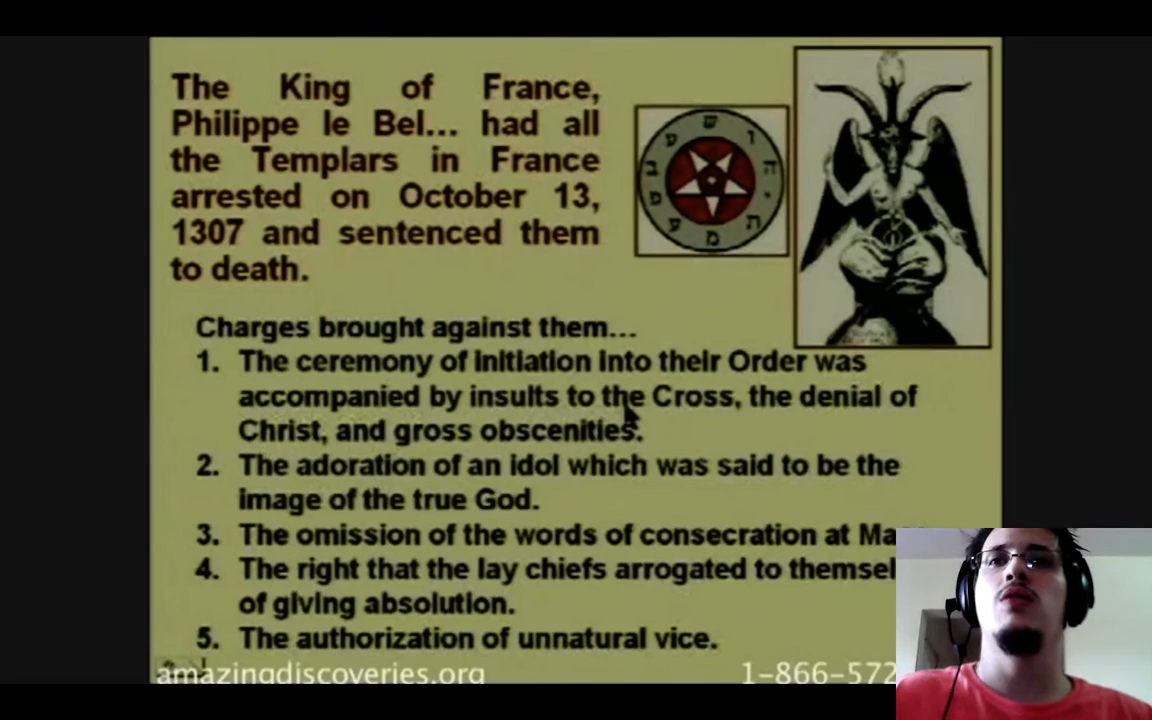 The King of France,
Philippe le Bel... had all
the Templars in France
arrested on October 13,
1307 and sentenced them
to death.
Charges brought against them...
1. The ceremony of initiation into their Order was
accompanied by insults to the Cross, the denial of
Christ, and gross obscenities.
2. The adoration of an idol which was said to be the
image of the true God.
3. The omission of the words of consecration at Ma
4. The right that the lay chiefs arrogated to themsel
of giving absolution.
5. The authorization of unnatural vice.
amazingdiscoveries.org 1-866-572